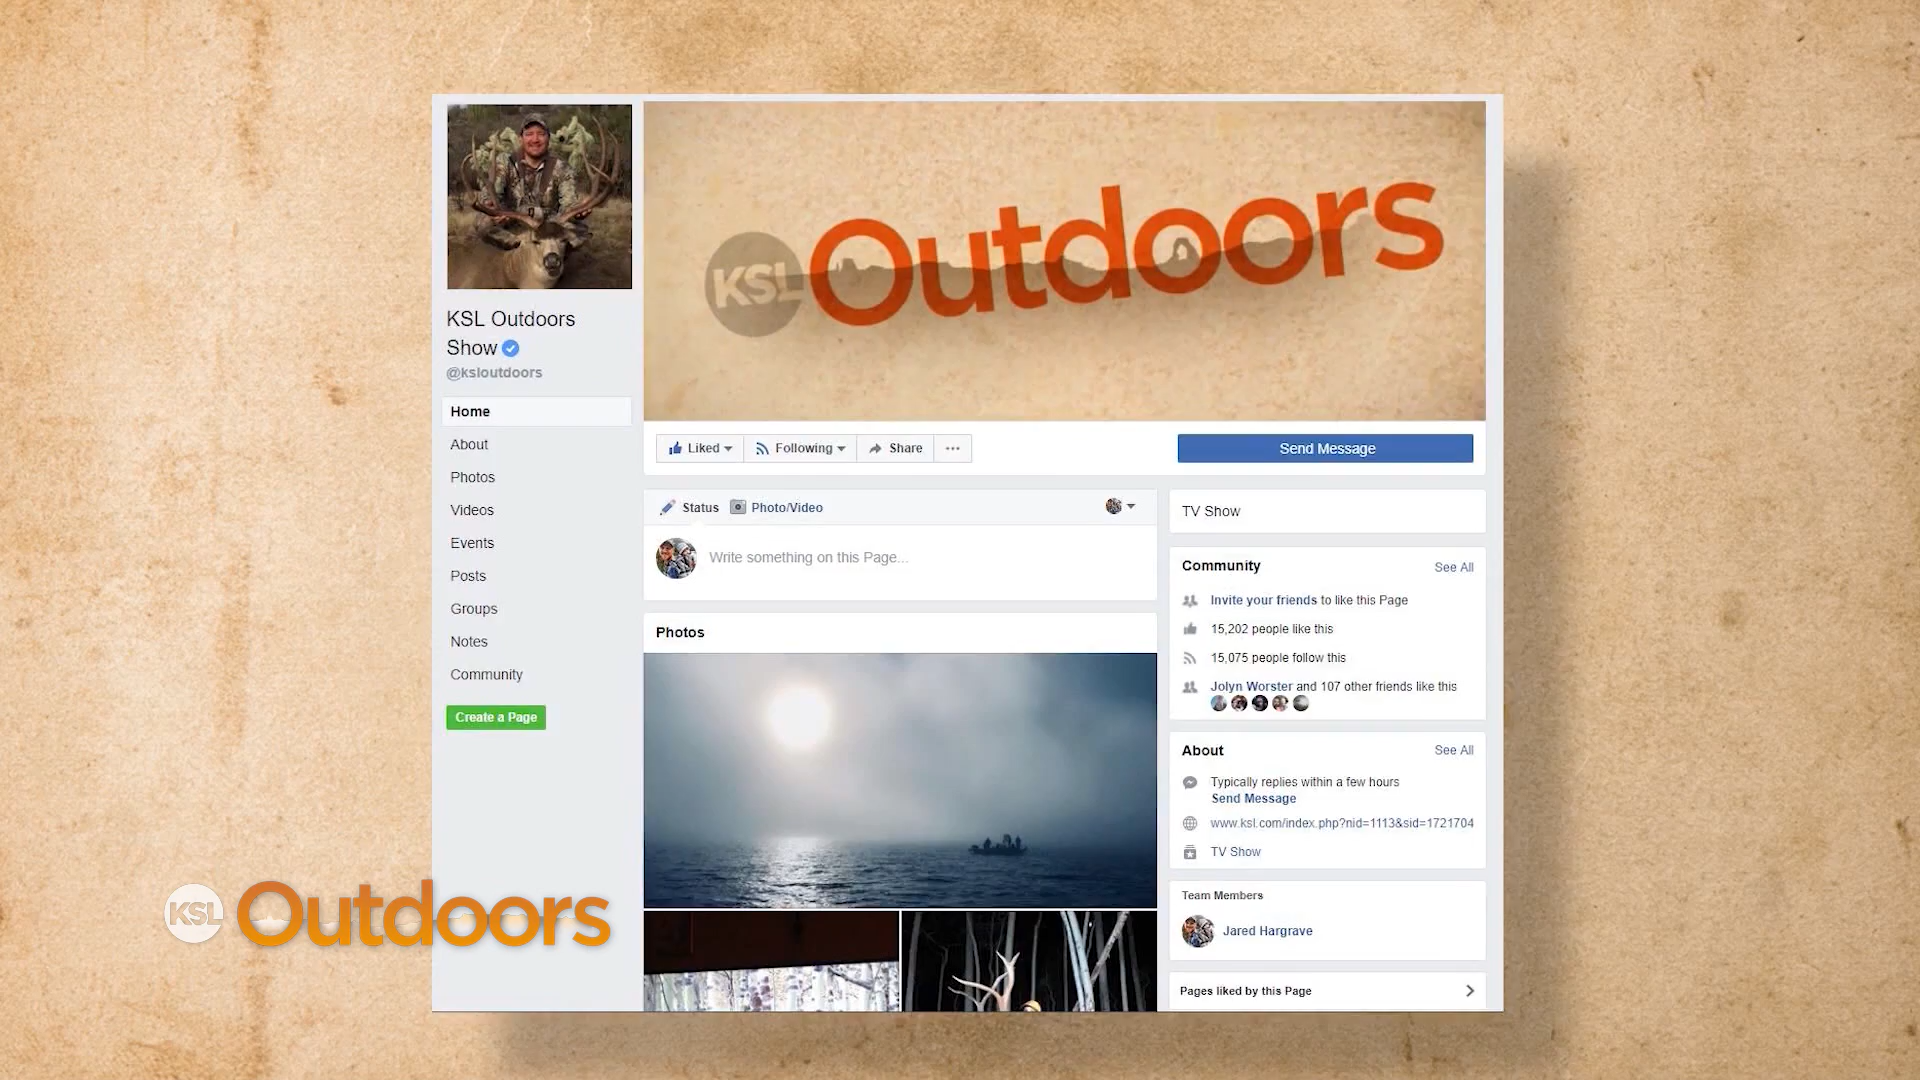 KSL Outdoors
KSL Outdoors
Show
@ksloutdoors
Home
About
Photos
Videos
Events
Posts
Groups
Notes
Community
Create a Page
Liked
Following
Share
Send Message
Status
Photo/Video
Write something on this Page...
Photos
TV Show
Community
See All
Invite your friends to like this Page
15,202 people like this
15,075 people follow this
Jolyn Worster and 107 other friends like this
About
See All
Typically replies within a few hours
Send Message
www.ksl.com/index.php?nid=1113&sid=1721704
TV Show
Team Members
Jared Hargrave
Pages liked by this Page
KSL Outdoors